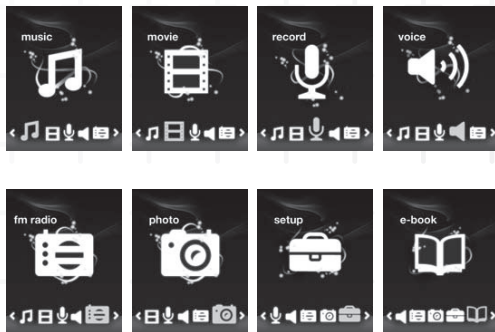 music
movie
record
voice
fm radio
photo
setup
e-book